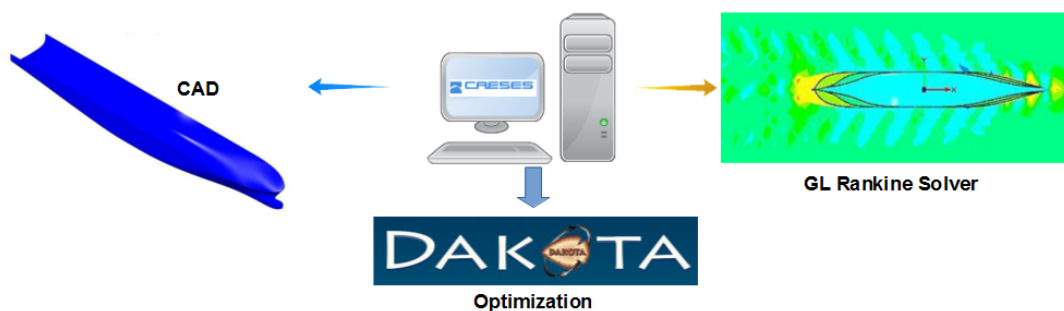 CAD
CAESES
GL Rankine Solver
DAKOTA
DAKOTA
Optimization